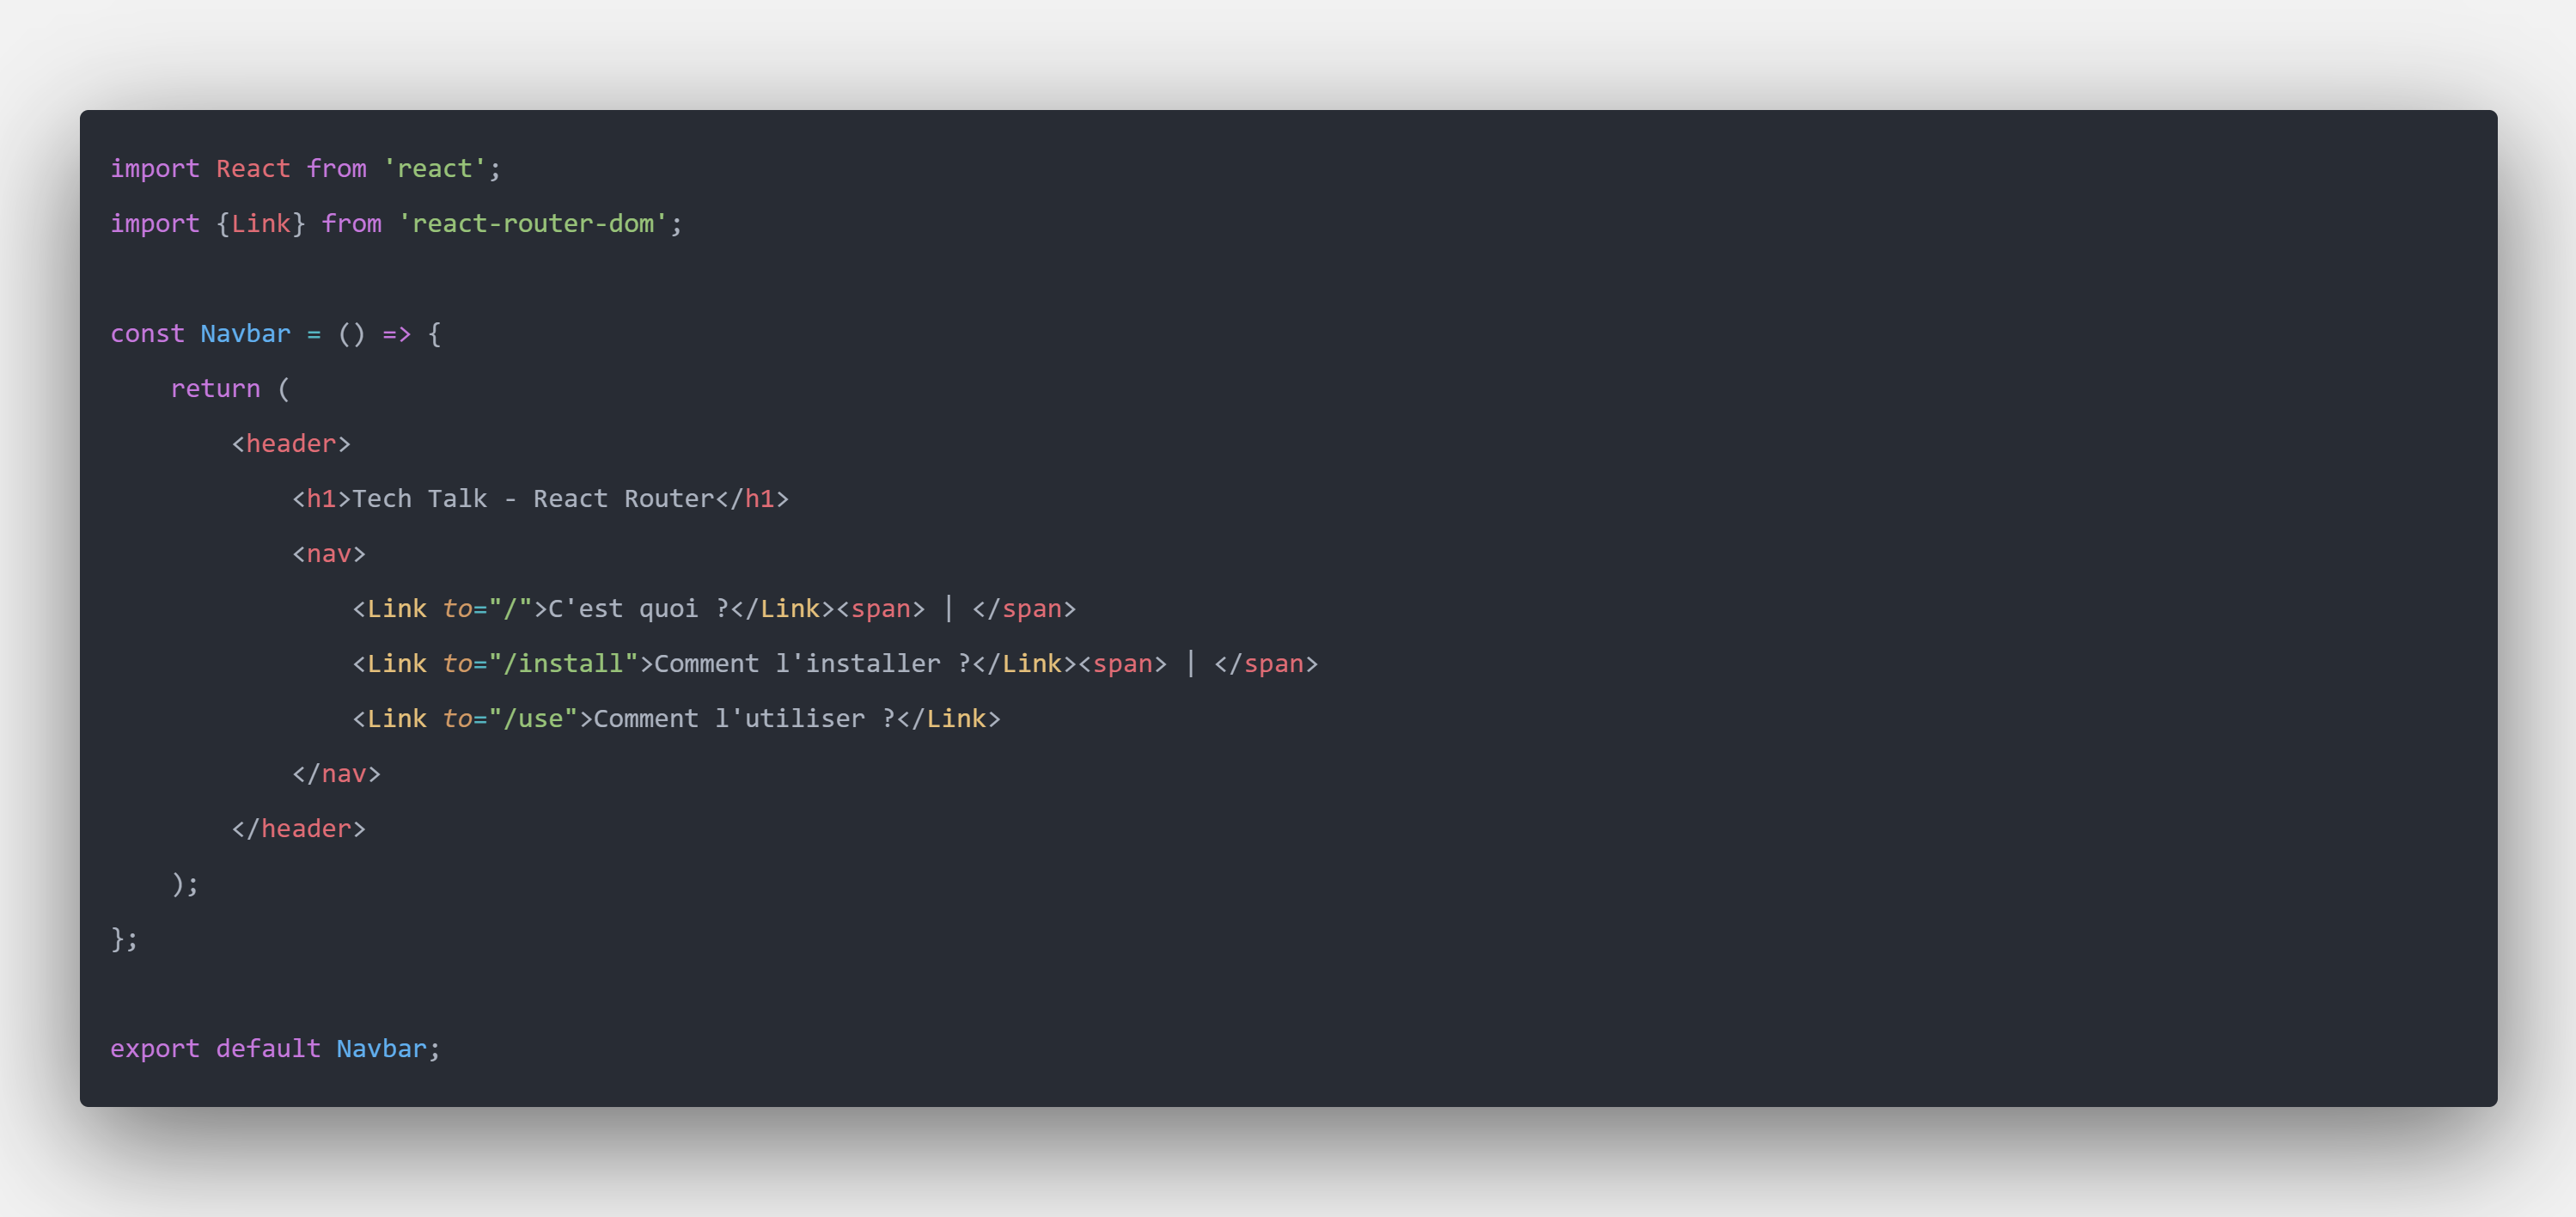 import React from 'react';
import {Link} from 'react-router-dom';

const Navbar = () => {
    return (
        <header>
            <h1>Tech Talk - React Router</h1>
            <nav>
                <Link to="/">C'est quoi ?</Link><span> | </span>
                <Link to="/install">Comment l'installer ?</Link><span> | </span>
                <Link to="/use">Comment l'utiliser ?</Link>
            </nav>
        </header>
    );
};

export default Navbar;